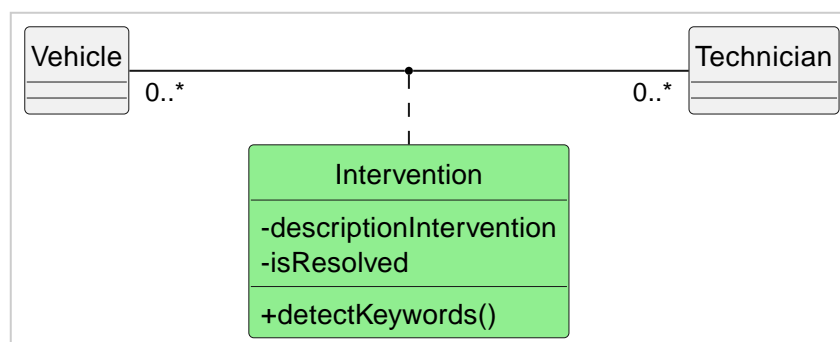 Vehicle
Technician
0..*
0..*
Intervention
-descriptionIntervention
-isResolved
+detectKeywords()